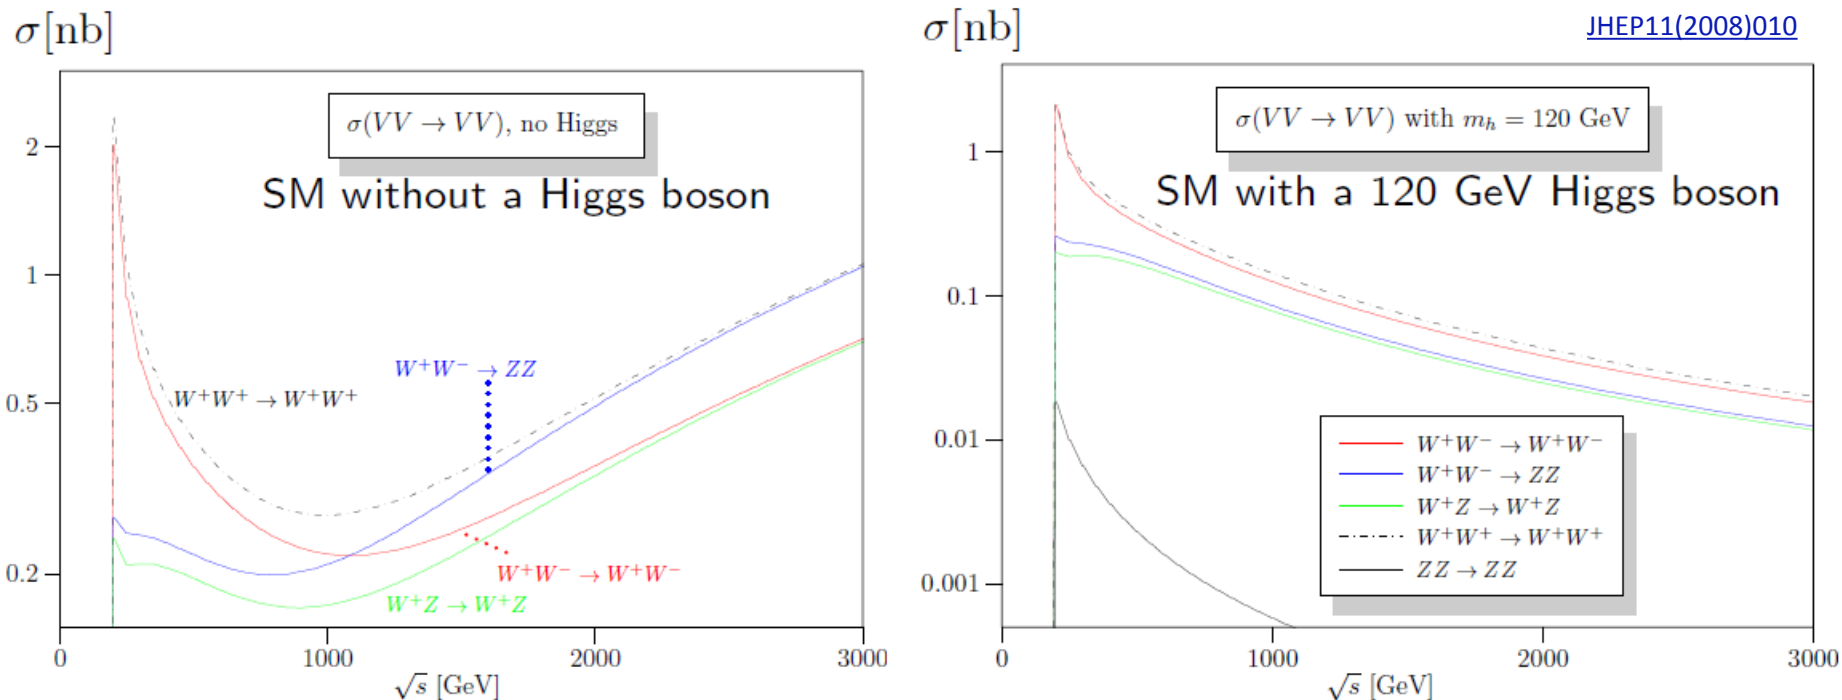 σ[nb]
2
1
0.5
0.2
σ(VV → VV), no Higgs
SM without a Higgs boson
W⁺W⁻ → ZZ
W⁺W⁺ → W⁺W⁺
W⁺W⁻ → W⁺W⁻
W⁺Z → W⁺Z
0 1000 2000 3000
√s [GeV]
σ[nb]
JHEP11(2008)010
1
0.1
0.01
0.001
σ(VV → VV) with mₕ = 120 GeV
SM with a 120 GeV Higgs boson
W⁺W⁻ → W⁺W⁻
W⁺W⁻ → ZZ
W⁺Z → W⁺Z
W⁺W⁺ → W⁺W⁺
ZZ → ZZ
0 1000 2000 3000
√s [GeV]